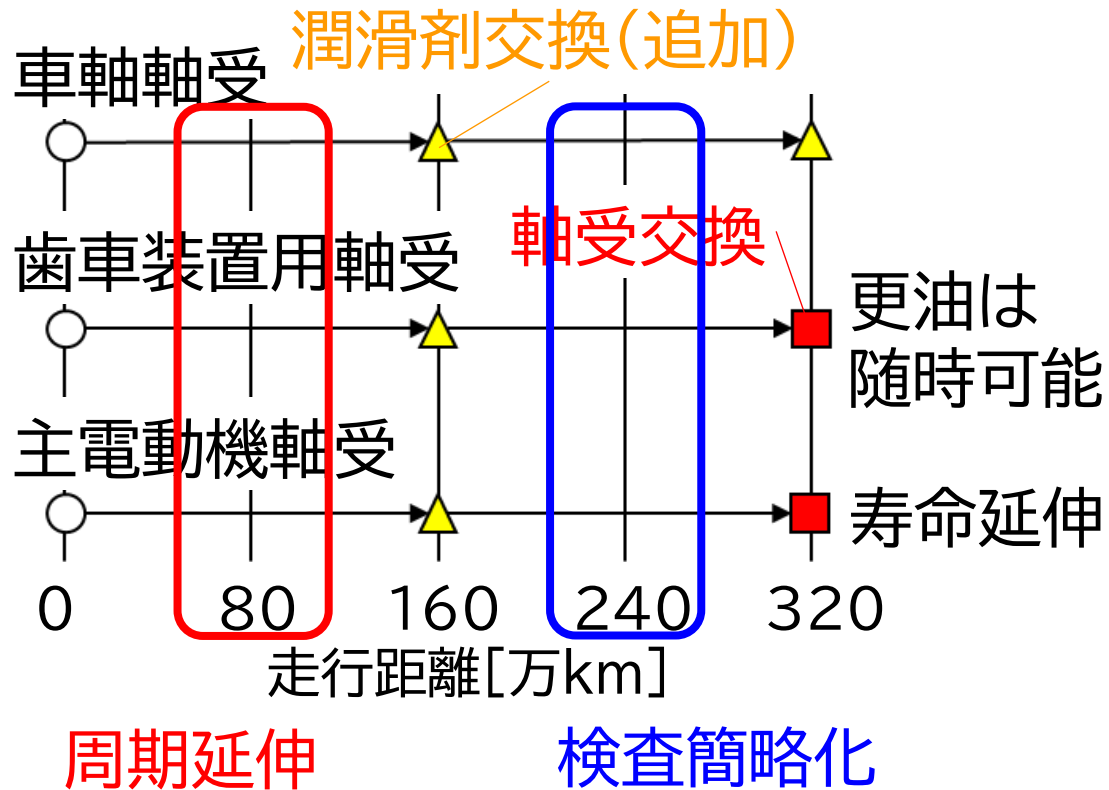 潤滑剤交換(追加)
車軸軸受
軸受交換
歯車装置用軸受
更油は
随時可能
主電動機軸受
寿命延伸
0 80 160 240 320
走行距離[万km]
周期延伸 検査簡略化